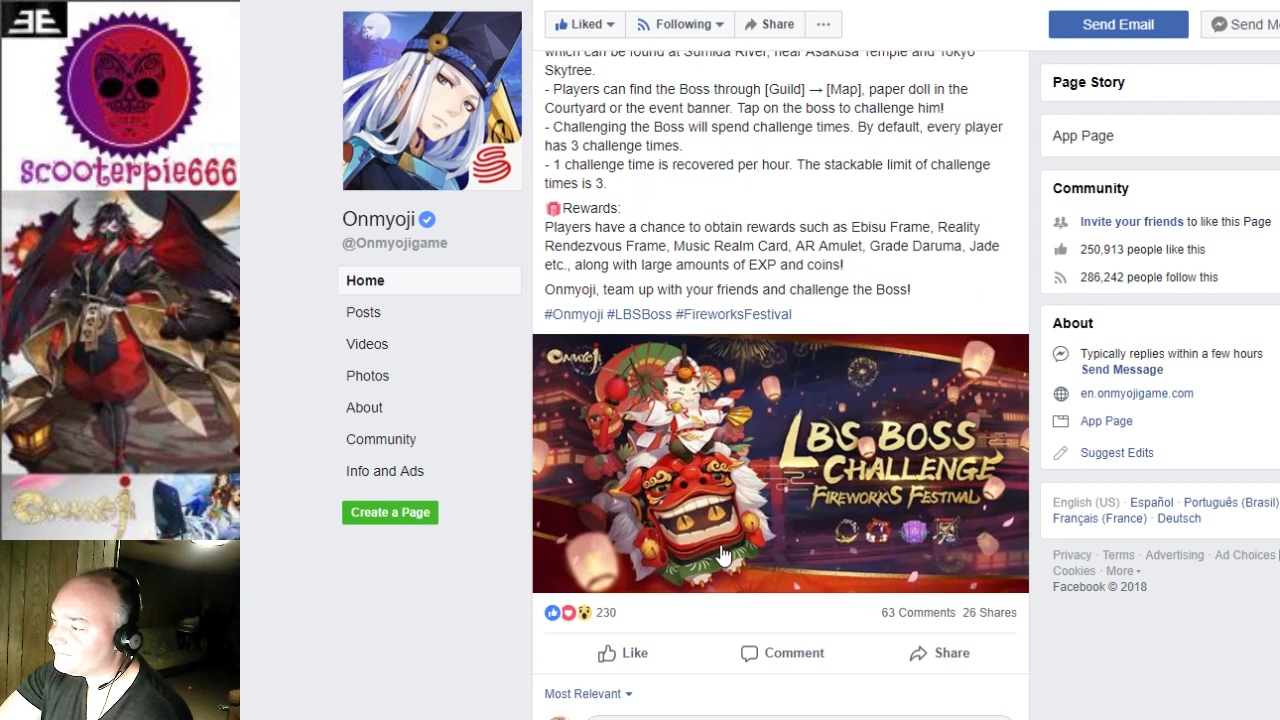 scooterpie666
Onmyoji
Onmyoji
@Onmyojigame
Home
Posts
Videos
Photos
About
Community
Info and Ads
Create a Page
Liked
Following
Share
Send Email
which can be found at Sumida River, near Asakusa Temple and Tokyo
Skytree.
- Players can find the Boss through [Guild] → [Map], paper doll in the
Courtyard or the event banner. Tap on the boss to challenge him!
- Challenging the Boss will spend challenge times. By default, every player
has 3 challenge times.
- 1 challenge time is recovered per hour. The stackable limit of challenge
times is 3.
Rewards:
Players have a chance to obtain rewards such as Ebisu Frame, Reality
Rendezvous Frame, Music Realm Card, AR Amulet, Grade Daruma, Jade
etc., along with large amounts of EXP and coins!
Onmyoji, team up with your friends and challenge the Boss!
#Onmyoji #LBSBoss #FireworksFestival
ONMYOJI
LBS BOSS
CHALLENGE
FIREWORKS FESTIVAL
230
63 Comments 26 Shares
Like
Comment
Share
Most Relevant
Send M
Page Story
App Page
Community
Invite your friends to like this Page
250,913 people like this
286,242 people follow this
About
Typically replies within a few hours
Send Message
en.onmyojigame.com
App Page
Suggest Edits
English (US) · Español · Português (Brasil)
Français (France) · Deutsch
Privacy · Terms · Advertising · Ad Choices
Cookies · More
Facebook © 2018